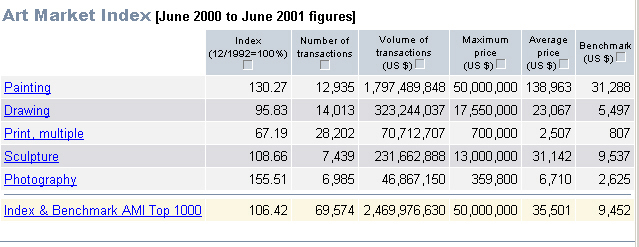 Art Market Index [June 2000 to June 2001 figures]
Index (12/1992=100%) Number of transactions Volume of transactions (US $) Maximum price (US $) Average price (US $) Benchmark (US $)
Painting 130.27 12,935 1,797,489,848 50,000,000 138,963 31,288
Drawing 95.83 14,013 323,244,037 17,550,000 23,067 5,497
Print, multiple 67.19 28,202 70,712,707 700,000 2,507 807
Sculpture 108.66 7,439 231,662,888 13,000,000 31,142 9,537
Photography 155.51 6,985 46,867,150 359,800 6,710 2,625
Index & Benchmark AMI Top 1000 106.42 69,574 2,469,976,630 50,000,000 35,501 9,452